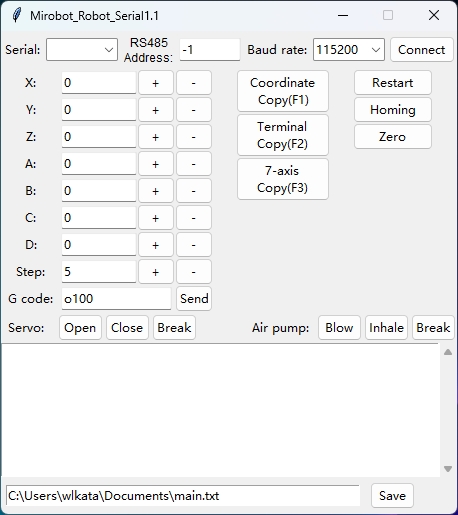 Mirobot_Robot_Serial1.1
Serial: RS485 Address: -1 Baud rate: 115200 Connect
X: 0 + - Coordinate Copy(F1) Restart
Y: 0 + - Homing
Z: 0 + - Terminal Copy(F2) Zero
A: 0 + -
B: 0 + - 7-axis Copy(F3)
C: 0 + -
D: 0 + -
Step: 5 + -
G code: o100 Send
Servo: Open Close Break Air pump: Blow Inhale Break
C:\Users\wlkata\Documents\main.txt Save